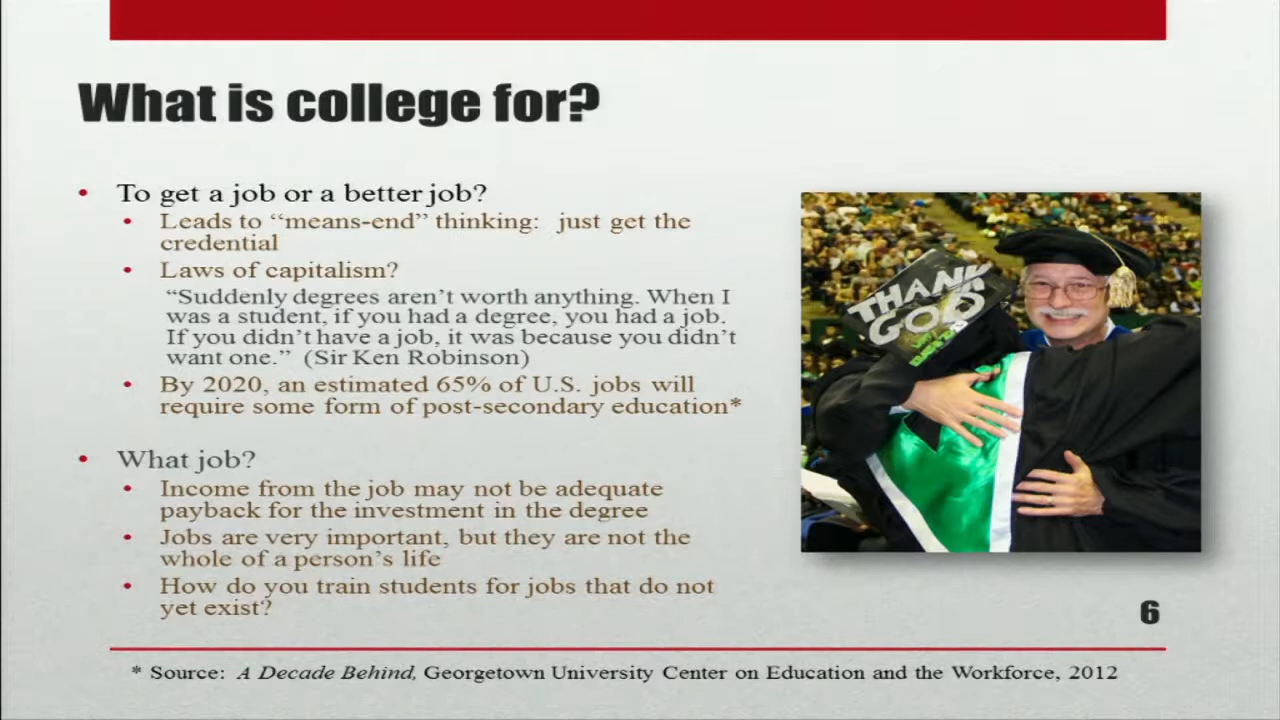 What is college for?
• To get a job or a better job?
• Leads to “means-end” thinking: just get the
credential
• Laws of capitalism?
“Suddenly degrees aren’t worth anything. When I
was a student, if you had a degree, you had a job.
If you didn’t have a job, it was because you didn’t
want one.” (Sir Ken Robinson)
• By 2020, an estimated 65% of U.S. jobs will
require some form of post-secondary education*
• What job?
• Income from the job may not be adequate
payback for the investment in the degree
• Jobs are very important, but they are not the
whole of a person’s life
• How do you train students for jobs that do not
yet exist?
THANK
GOD
6
* Source: A Decade Behind, Georgetown University Center on Education and the Workforce, 2012